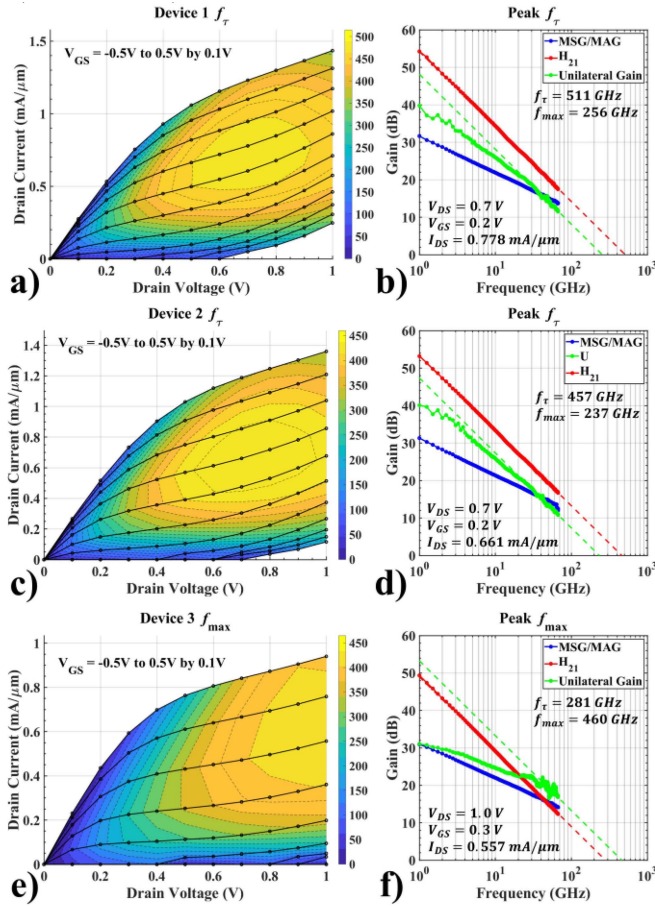 Device 1 fτ
VGS = -0.5V to 0.5V by 0.1V
Drain Current (mA/μm)
1.5
1
0.5
0
0 0.2 0.4 0.6 0.8 1
Drain Voltage (V)
500
450
400
350
300
250
200
150
100
50
0
a)
Peak fτ
MSG/MAG
H21
Unilateral Gain
fτ = 511 GHz
fmax = 256 GHz
VDS = 0.7 V
VGS = 0.2 V
IDS = 0.778 mA/μm
Gain (dB)
60
50
40
30
20
10
0
10^0 10^1 10^2 10^3
Frequency (GHz)
b)
Device 2 fτ
VGS = -0.5V to 0.5V by 0.1V
Drain Current (mA/μm)
1.4
1.2
1
0.8
0.6
0.4
0.2
0
0 0.2 0.4 0.6 0.8 1
Drain Voltage (V)
450
400
350
300
250
200
150
100
50
0
c)
Peak fτ
MSG/MAG
U
H21
fτ = 457 GHz
fmax = 237 GHz
VDS = 0.7 V
VGS = 0.2 V
IDS = 0.661 mA/μm
Gain (dB)
60
50
40
30
20
10
0
10^0 10^1 10^2 10^3
Frequency (GHz)
d)
Device 3 fmax
VGS = -0.5V to 0.5V by 0.1V
Drain Current (mA/μm)
1
0.8
0.6
0.4
0.2
0
0 0.2 0.4 0.6 0.8 1
Drain Voltage (V)
450
400
350
300
250
200
150
100
50
0
e)
Peak fmax
MSG/MAG
H21
Unilateral Gain
fτ = 281 GHz
fmax = 460 GHz
VDS = 1.0 V
VGS = 0.3 V
IDS = 0.557 mA/μm
Gain (dB)
60
50
40
30
20
10
0
10^0 10^1 10^2 10^3
Frequency (GHz)
f)